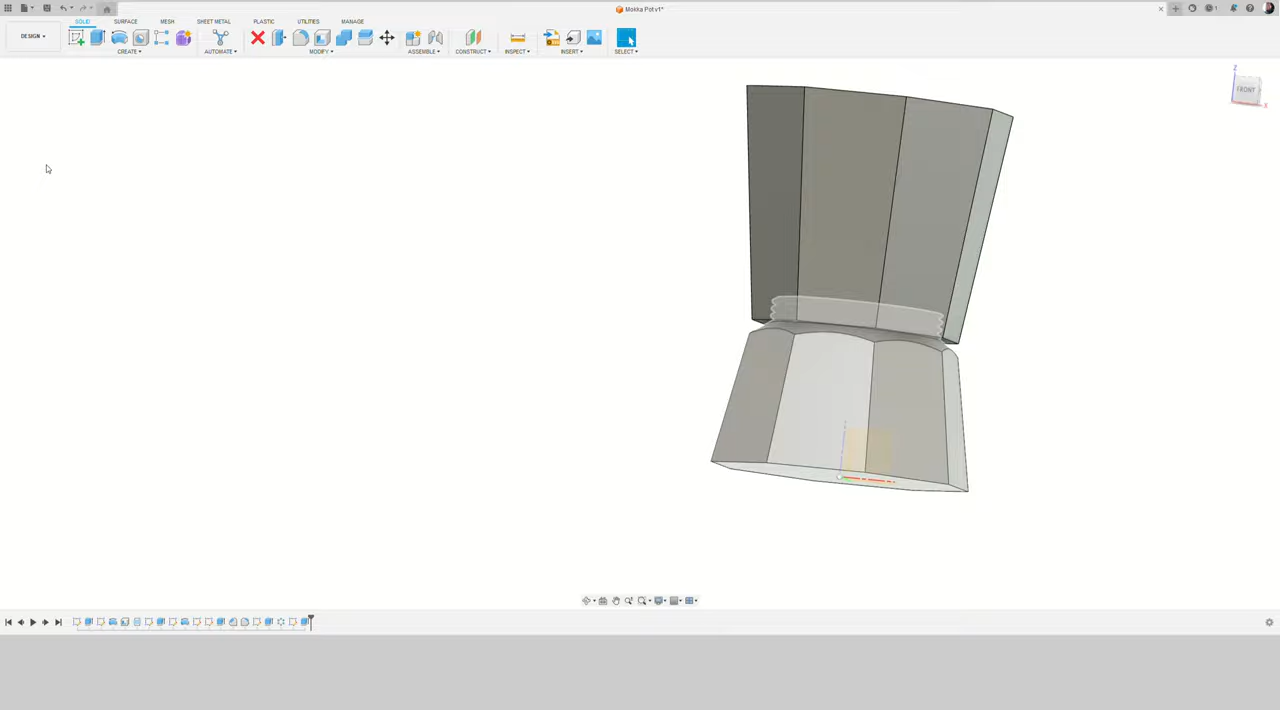 Mokka Pot v1*
SOLID SURFACE MESH SHEET METAL PLASTIC UTILITIES MANAGE
DESIGN
CREATE AUTOMATE MODIFY ASSEMBLE CONSTRUCT INSPECT INSERT SELECT
Z
FRONT
X